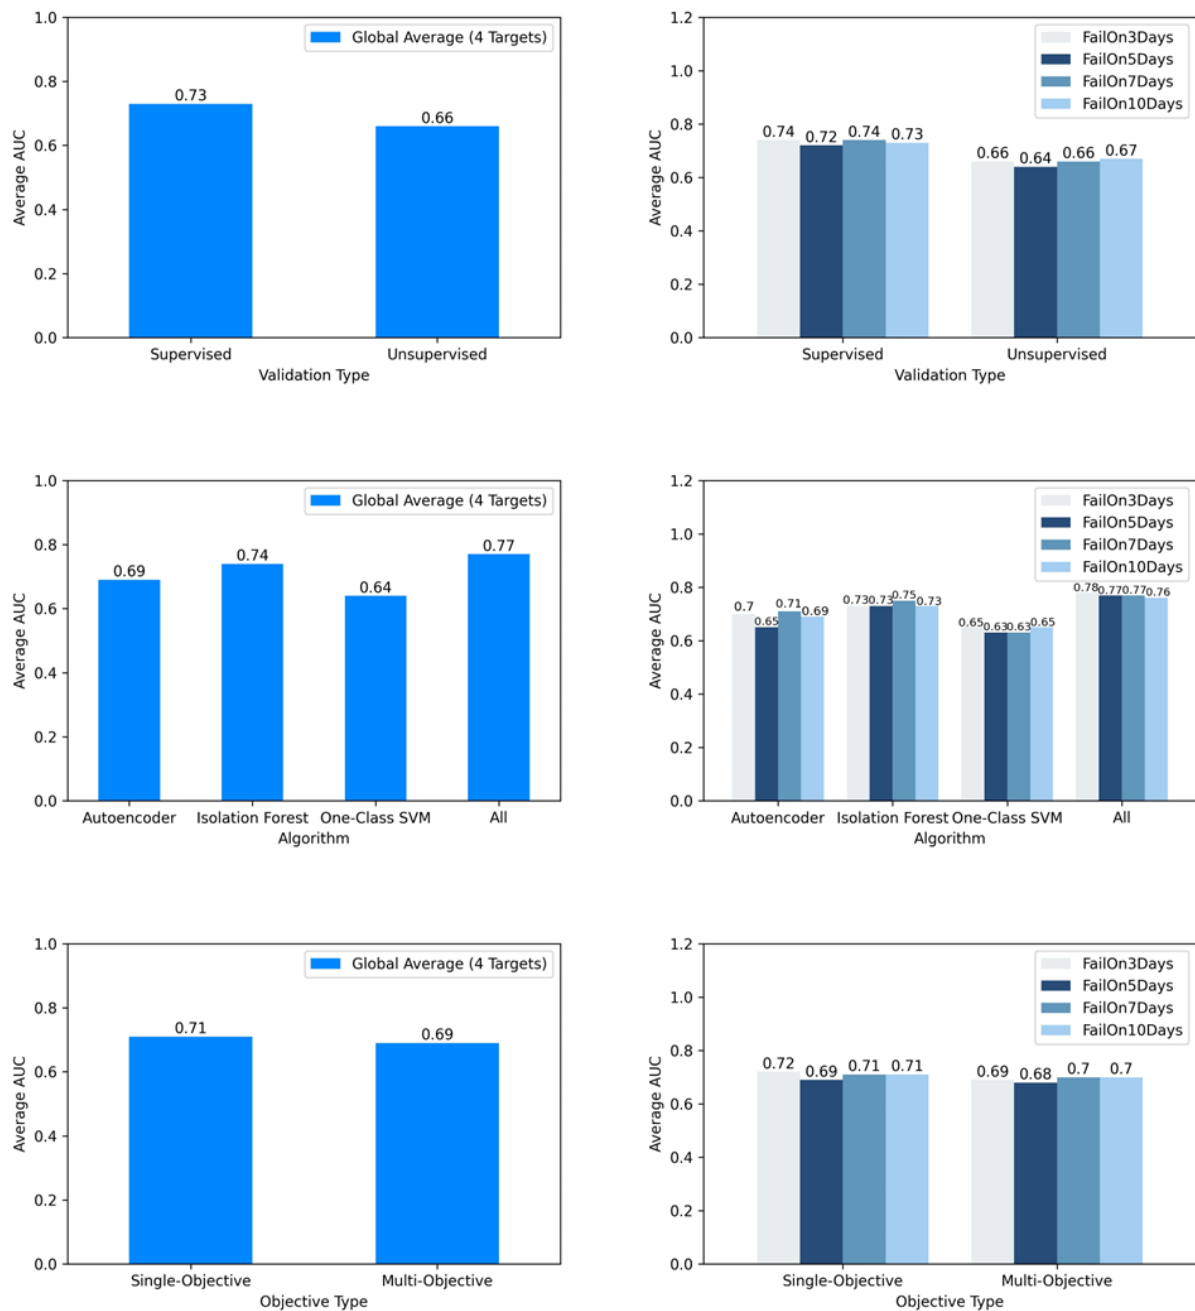 1.0
0.8
0.6
0.4
0.2
0.0
Average AUC
Global Average (4 Targets)
0.73
0.66
Supervised
Unsupervised
Validation Type
1.2
1.0
0.8
0.6
0.4
0.2
0.0
Average AUC
FailOn3Days
FailOn5Days
FailOn7Days
FailOn10Days
0.74 0.72 0.74 0.73
0.66 0.64 0.66 0.67
Supervised
Unsupervised
Validation Type
1.0
0.8
0.6
0.4
0.2
0.0
Average AUC
Global Average (4 Targets)
0.69
0.74
0.64
0.77
Autoencoder
Isolation Forest
One-Class SVM
All
Algorithm
1.2
1.0
0.8
0.6
0.4
0.2
0.0
Average AUC
FailOn3Days
FailOn5Days
FailOn7Days
FailOn10Days
0.7 0.65 0.71 0.69
0.73 0.73 0.75 0.73
0.65 0.63 0.63 0.65
0.78 0.77 0.77 0.76
Autoencoder
Isolation Forest
One-Class SVM
All
Algorithm
1.0
0.8
0.6
0.4
0.2
0.0
Average AUC
Global Average (4 Targets)
0.71
0.69
Single-Objective
Multi-Objective
Objective Type
1.2
1.0
0.8
0.6
0.4
0.2
0.0
Average AUC
FailOn3Days
FailOn5Days
FailOn7Days
FailOn10Days
0.72 0.69 0.71 0.71
0.69 0.68 0.7 0.7
Single-Objective
Multi-Objective
Objective Type